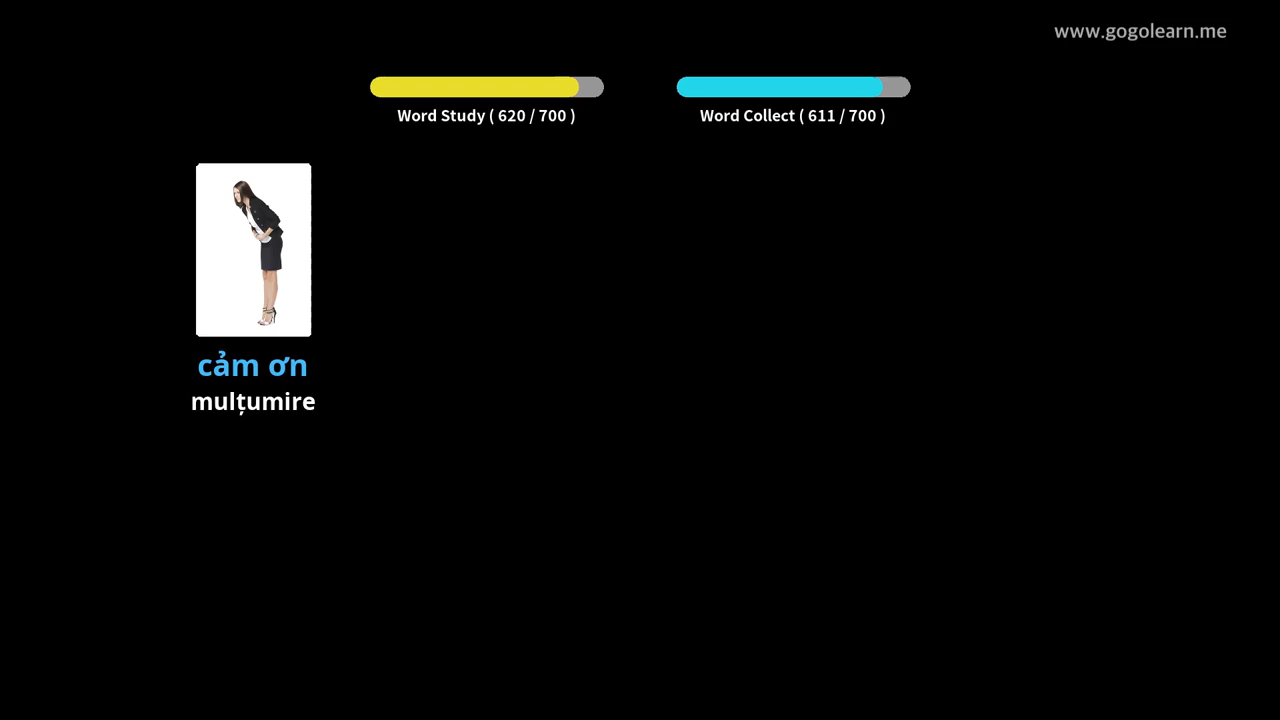 www.gogolearn.me
Word Study ( 620 / 700 )
Word Collect ( 611 / 700 )
cảm ơn
mulțumire